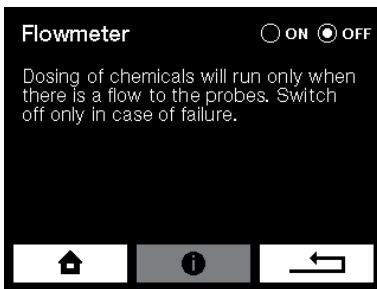 Flowmeter ON OFF
Dosing of chemicals will run only when
there is a flow to the probes. Switch
off only in case of failure.
i